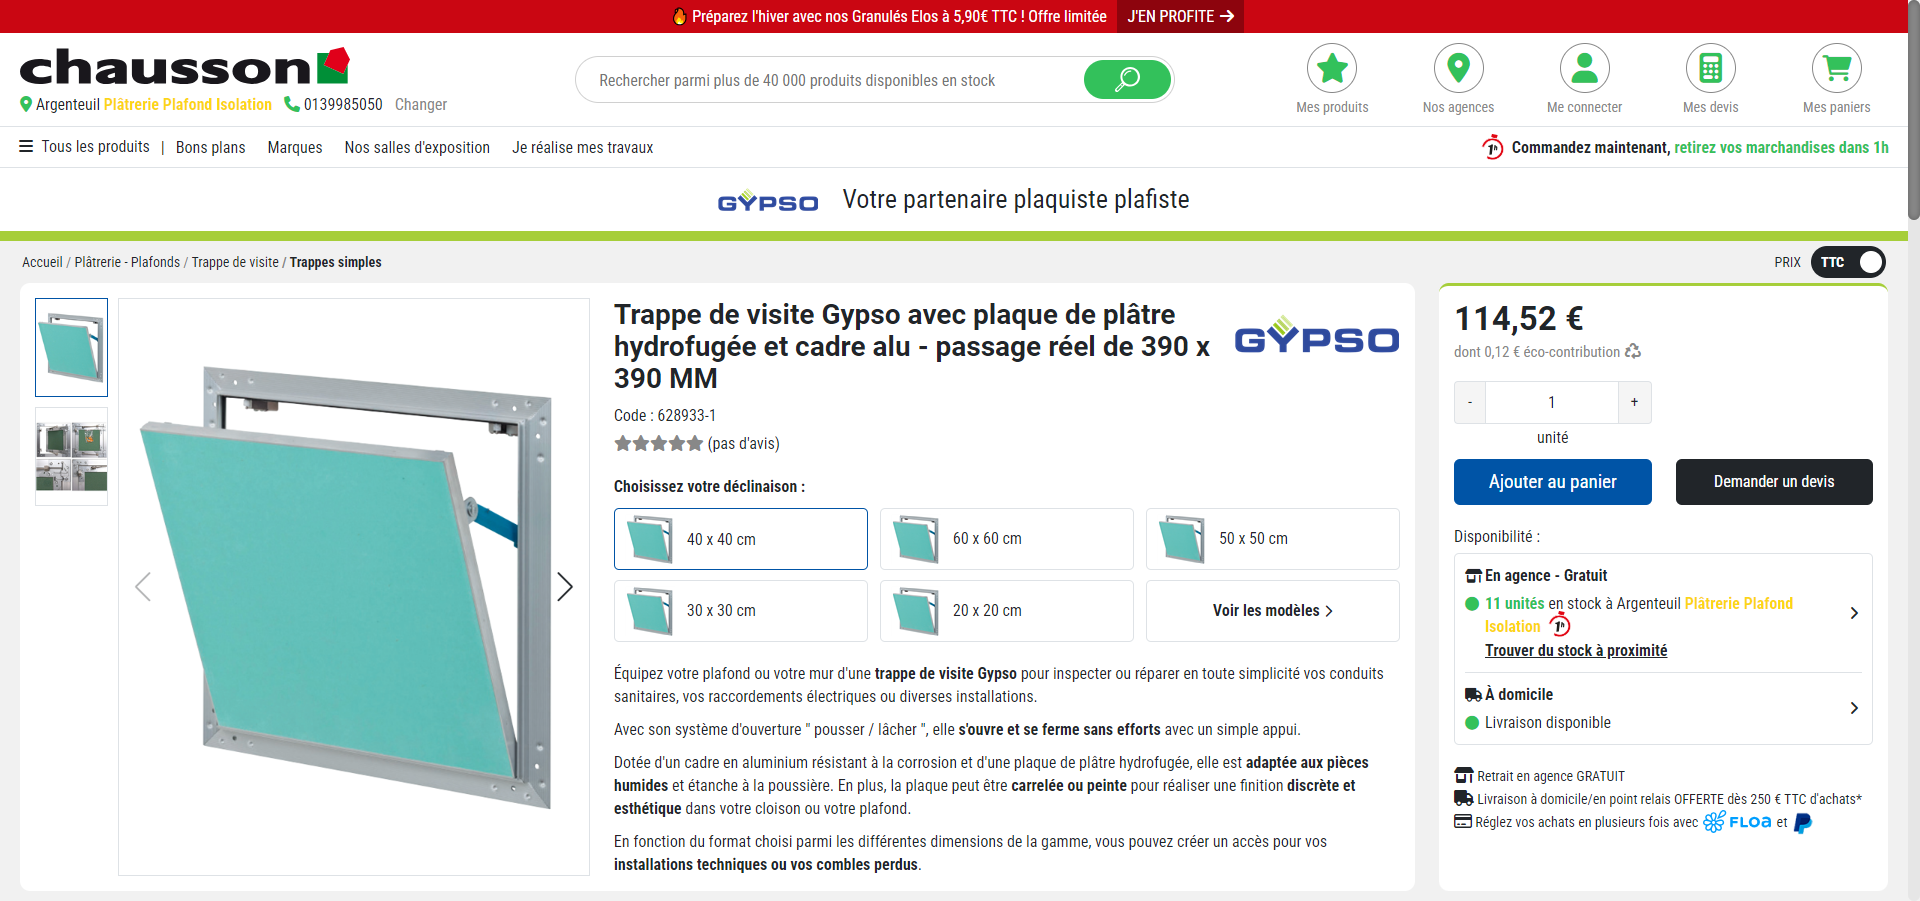 🔥 Préparez l'hiver avec nos Granulés Elos à 5,90€ TTC ! Offre limitée J'EN PROFITE →
chausson
Argenteuil Plâtrerie Plafond Isolation 0139985050 Changer
Rechercher parmi plus de 40 000 produits disponibles en stock
Mes produits
Nos agences
Me connecter
Mes devis
Mes paniers
Tous les produits | Bons plans Marques Nos salles d'exposition Je réalise mes travaux
1h Commandez maintenant, retirez vos marchandises dans 1h
GYPSO Votre partenaire plaquiste plafiste
Accueil / Plâtrerie - Plafonds / Trappe de visite / Trappes simples
PRIX TTC
Trappe de visite Gypso avec plaque de plâtre
hydrofugée et cadre alu - passage réel de 390 x
390 MM
GYPSO
Code : 628933-1
(pas d'avis)
Choisissez votre déclinaison :
40 x 40 cm
60 x 60 cm
50 x 50 cm
30 x 30 cm
20 x 20 cm
Voir les modèles
Équipez votre plafond ou votre mur d'une trappe de visite Gypso pour inspecter ou réparer en toute simplicité vos conduits
sanitaires, vos raccordements électriques ou diverses installations.
Avec son système d'ouverture " pousser / lâcher ", elle s'ouvre et se ferme sans efforts avec un simple appui.
Dotée d'un cadre en aluminium résistant à la corrosion et d'une plaque de plâtre hydrofugée, elle est adaptée aux pièces
humides et étanche à la poussière. En plus, la plaque peut être carrelée ou peinte pour réaliser une finition discrète et
esthétique dans votre cloison ou votre plafond.
En fonction du format choisi parmi les différentes dimensions de la gamme, vous pouvez créer un accès pour vos
installations techniques ou vos combles perdus.
114,52 €
dont 0,12 € éco-contribution
- 1 +
unité
Ajouter au panier
Demander un devis
Disponibilité :
En agence - Gratuit
11 unités en stock à Argenteuil Plâtrerie Plafond
Isolation 1h
Trouver du stock à proximité
À domicile
Livraison disponible
Retrait en agence GRATUIT
Livraison à domicile/en point relais OFFERTE dès 250 € TTC d'achats*
Réglez vos achats en plusieurs fois avec FLOA et